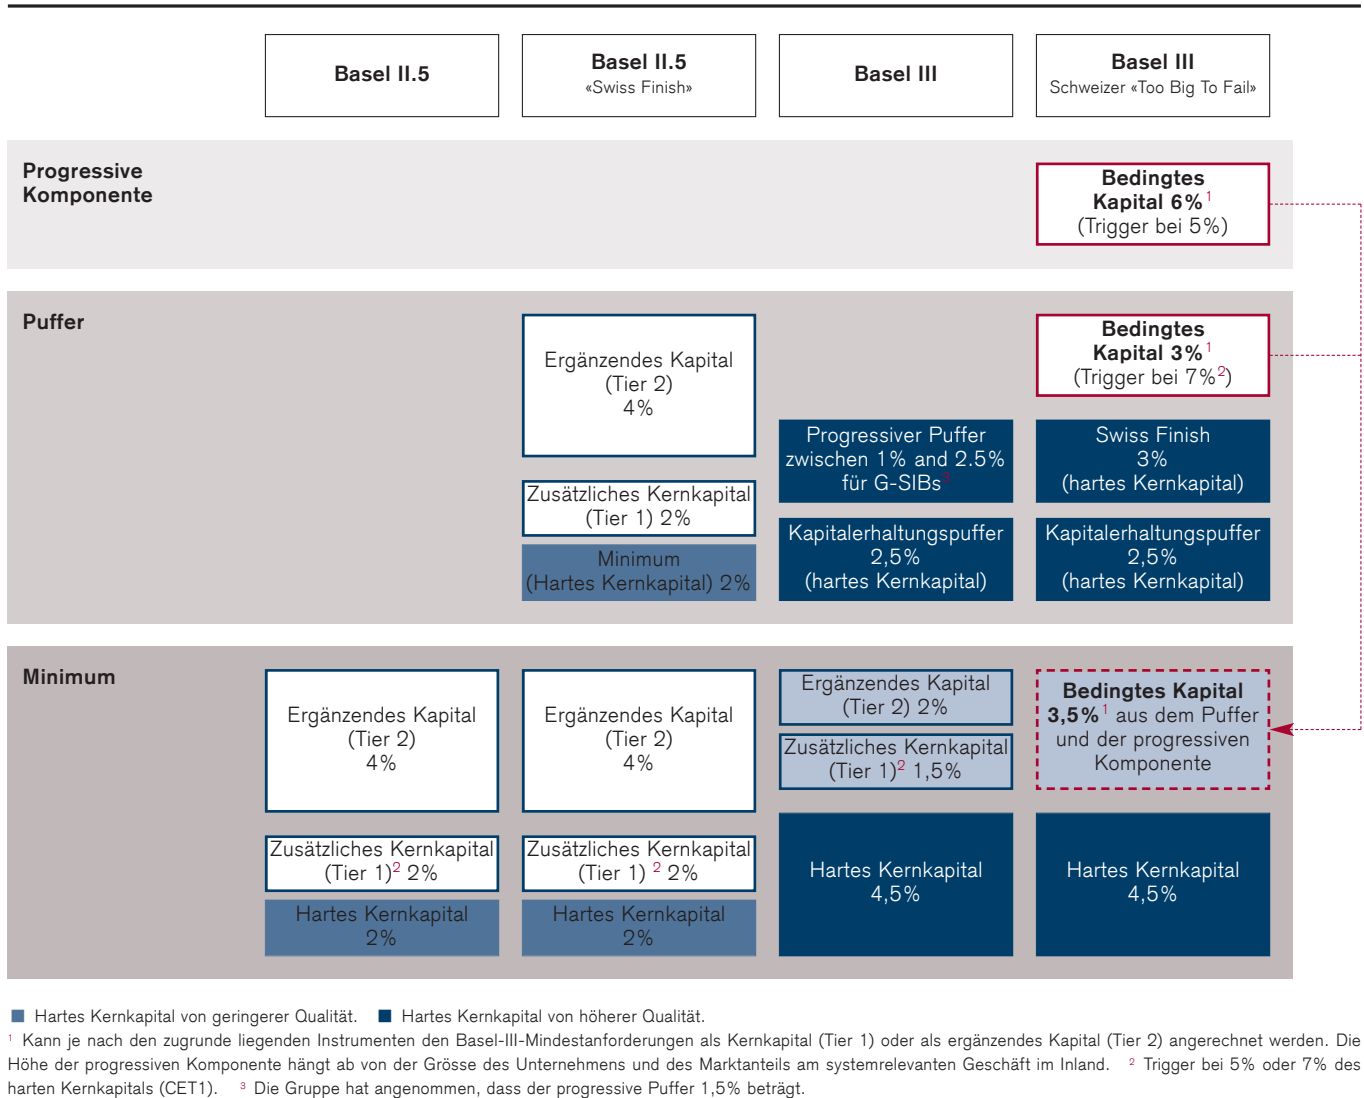 Basel II.5
Basel II.5
«Swiss Finish»
Basel III
Basel III
Schweizer «Too Big To Fail»
Progressive
Komponente
Bedingtes
Kapital 6%¹
(Trigger bei 5%)
Puffer
Ergänzendes Kapital
(Tier 2)
4%
Zusätzliches Kernkapital
(Tier 1) 2%
Minimum
(Hartes Kernkapital) 2%
Progressiver Puffer
zwischen 1% and 2.5%
für G-SIBs³
Kapitalerhaltungspuffer
2,5%
(hartes Kernkapital)
Bedingtes
Kapital 3%¹
(Trigger bei 7%²)
Swiss Finish
3%
(hartes Kernkapital)
Kapitalerhaltungspuffer
2,5%
(hartes Kernkapital)
Minimum
Ergänzendes Kapital
(Tier 2)
4%
Zusätzliches Kernkapital
(Tier 1)² 2%
Hartes Kernkapital
2%
Ergänzendes Kapital
(Tier 2)
4%
Zusätzliches Kernkapital
(Tier 1) ² 2%
Hartes Kernkapital
2%
Ergänzendes Kapital
(Tier 2) 2%
Zusätzliches Kernkapital
(Tier 1)² 1,5%
Hartes Kernkapital
4,5%
Bedingtes Kapital
3,5%¹ aus dem Puffer
und der progressiven
Komponente
Hartes Kernkapital
4,5%
Hartes Kernkapital von geringerer Qualität. Hartes Kernkapital von höherer Qualität.
¹ Kann je nach den zugrunde liegenden Instrumenten den Basel-III-Mindestanforderungen als Kernkapital (Tier 1) oder als ergänzendes Kapital (Tier 2) angerechnet werden. Die
Höhe der progressiven Komponente hängt ab von der Grösse des Unternehmens und des Marktanteils am systemrelevanten Geschäft im Inland. ² Trigger bei 5% oder 7% des
harten Kernkapitals (CET1). ³ Die Gruppe hat angenommen, dass der progressive Puffer 1,5% beträgt.